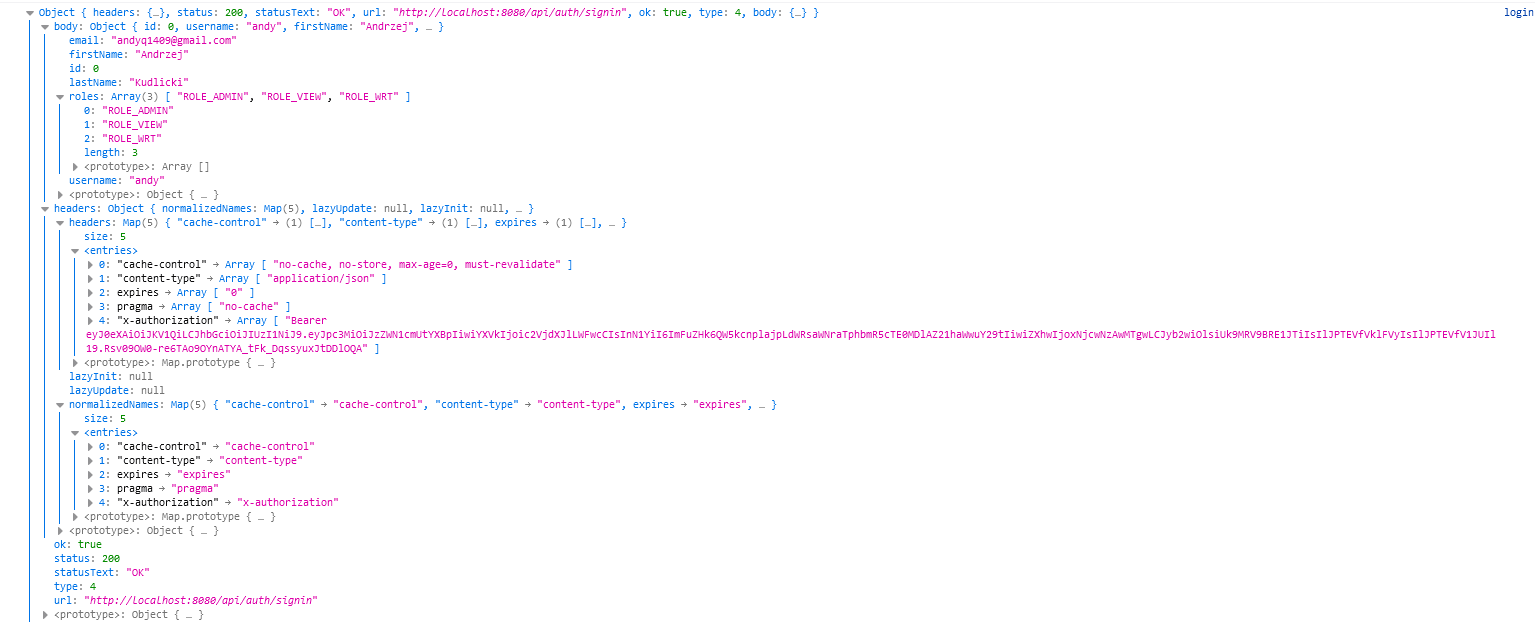 Object { headers: {…}, status: 200, statusText: "OK", url: "http://localhost:8080/api/auth/signin", ok: true, type: 4, body: {…} } login
body: Object { id: 0, username: "andy", firstName: "Andrzej", … }
email: "andyq1409@gmail.com"
firstName: "Andrzej"
id: 0
lastName: "Kudlicki"
roles: Array(3) [ "ROLE_ADMIN", "ROLE_VIEW", "ROLE_WRT" ]
0: "ROLE_ADMIN"
1: "ROLE_VIEW"
2: "ROLE_WRT"
length: 3
<prototype>: Array []
username: "andy"
<prototype>: Object { … }
headers: Object { normalizedNames: Map(5), lazyUpdate: null, lazyInit: null, … }
headers: Map(5) { "cache-control" → (1) […], "content-type" → (1) […], expires → (1) […], … }
size: 5
<entries>
0: "cache-control" → Array [ "no-cache, no-store, max-age=0, must-revalidate" ]
1: "content-type" → Array [ "application/json" ]
2: expires → Array [ "0" ]
3: pragma → Array [ "no-cache" ]
4: "x-authorization" → Array [ "Bearer
<prototype>: Map.prototype { … }
lazyInit: null
lazyUpdate: null
normalizedNames: Map(5) { "cache-control" → "cache-control", "content-type" → "content-type", expires → "expires", … }
size: 5
<entries>
0: "cache-control" → "cache-control"
1: "content-type" → "content-type"
2: expires → "expires"
3: pragma → "pragma"
4: "x-authorization" → "x-authorization"
<prototype>: Map.prototype { … }
<prototype>: Object { … }
ok: true
status: 200
statusText: "OK"
type: 4
url: "http://localhost:8080/api/auth/signin"
<prototype>: Object { … }